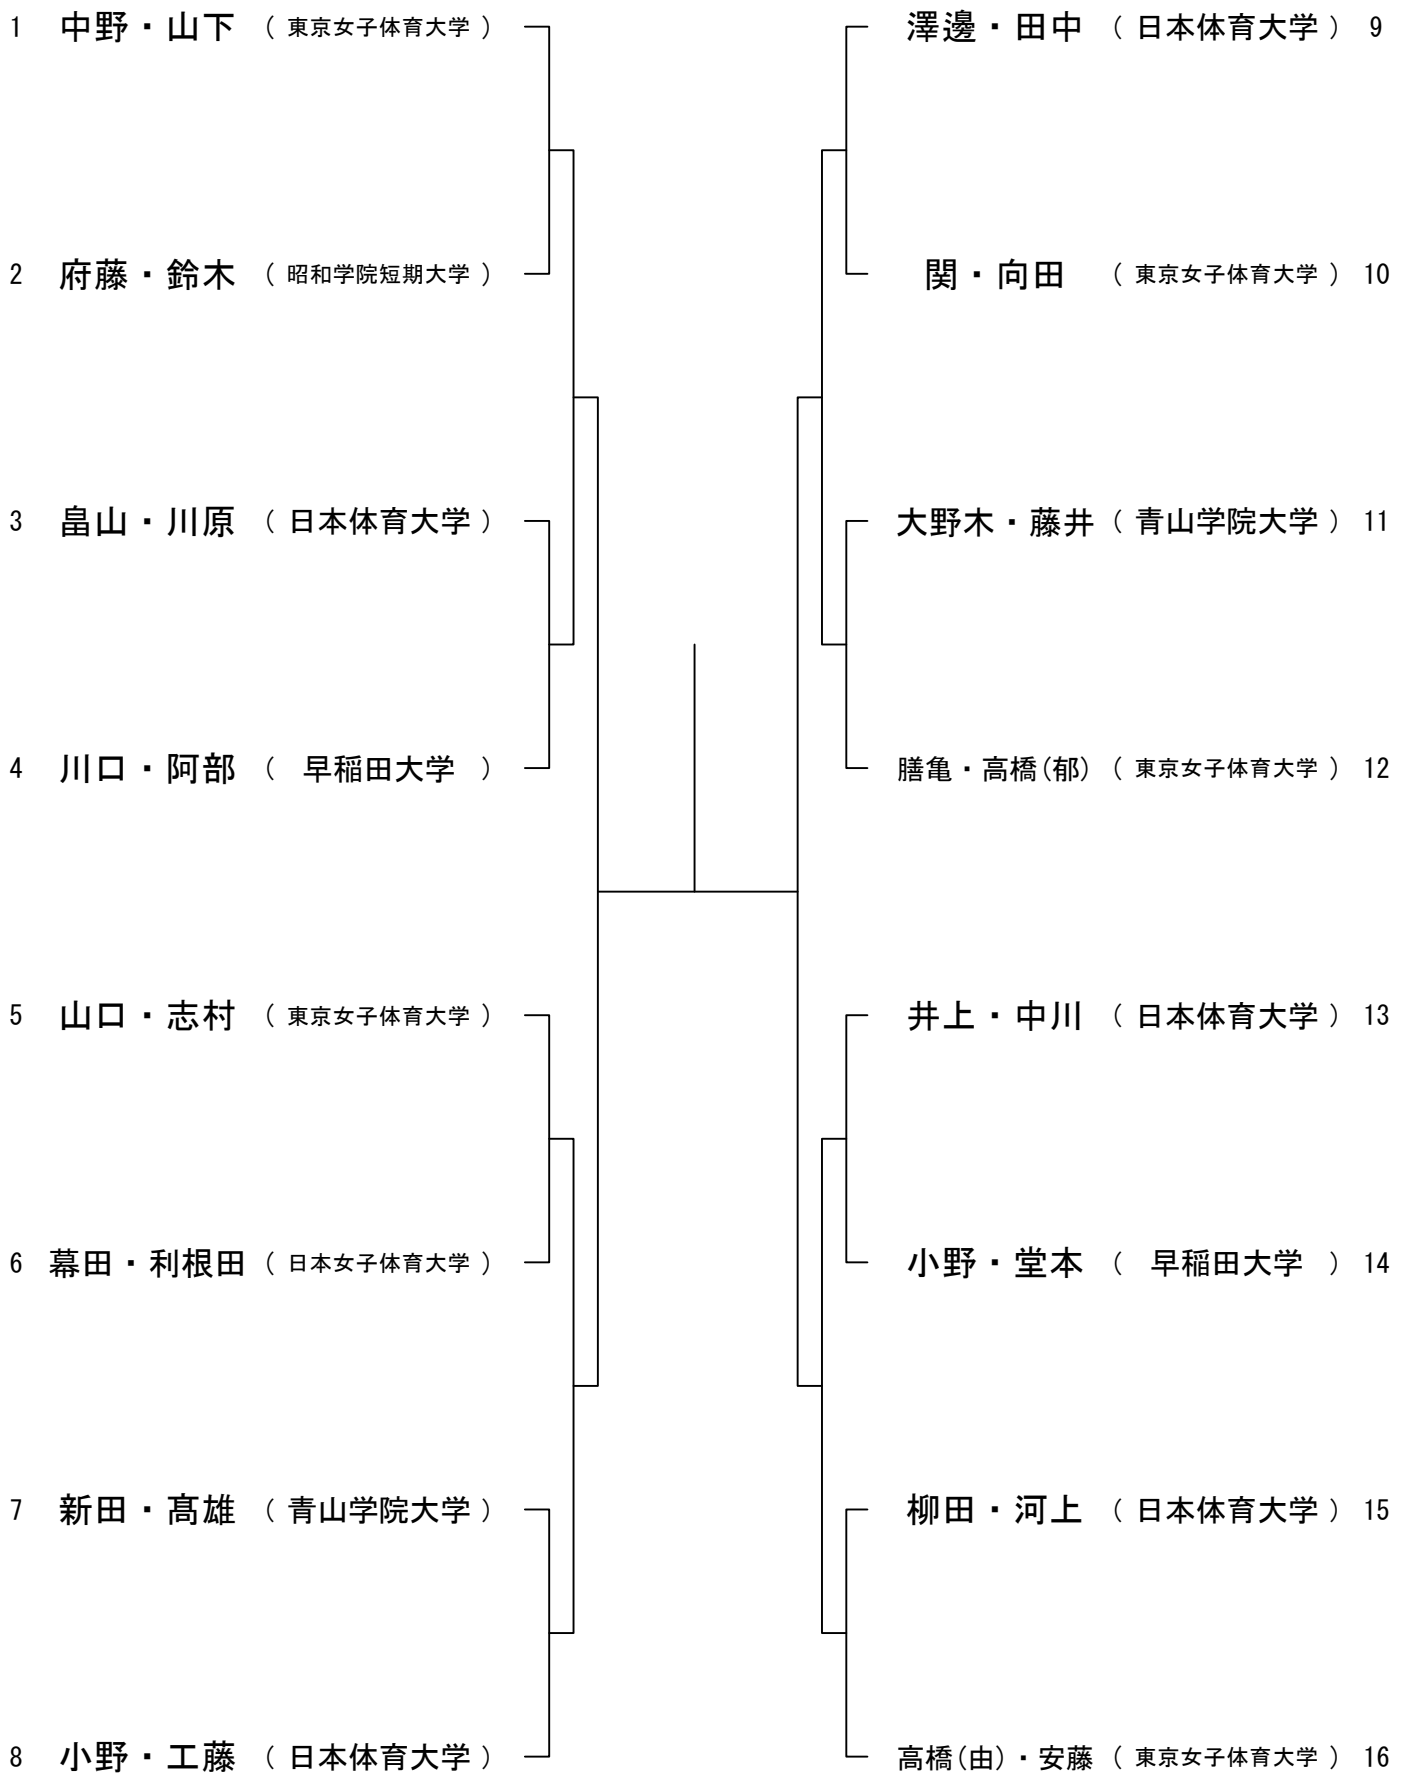 1 中野・山下 ( 東京女子体育大学 )
2 府藤・鈴木 ( 昭和学院短期大学 )
3 畠山・川原 ( 日本体育大学 )
4 川口・阿部 ( 早稲田大学 )
5 山口・志村 ( 東京女子体育大学 )
6 幕田・利根田 ( 日本女子体育大学 )
7 新田・髙雄 ( 青山学院大学 )
8 小野・工藤 ( 日本体育大学 )
澤邊・田中 ( 日本体育大学 ) 9
関・向田 ( 東京女子体育大学 ) 10
大野木・藤井 ( 青山学院大学 ) 11
膳亀・高橋(郁) ( 東京女子体育大学 ) 12
井上・中川 ( 日本体育大学 ) 13
小野・堂本 ( 早稲田大学 ) 14
柳田・河上 ( 日本体育大学 ) 15
高橋(由)・安藤 ( 東京女子体育大学 ) 16